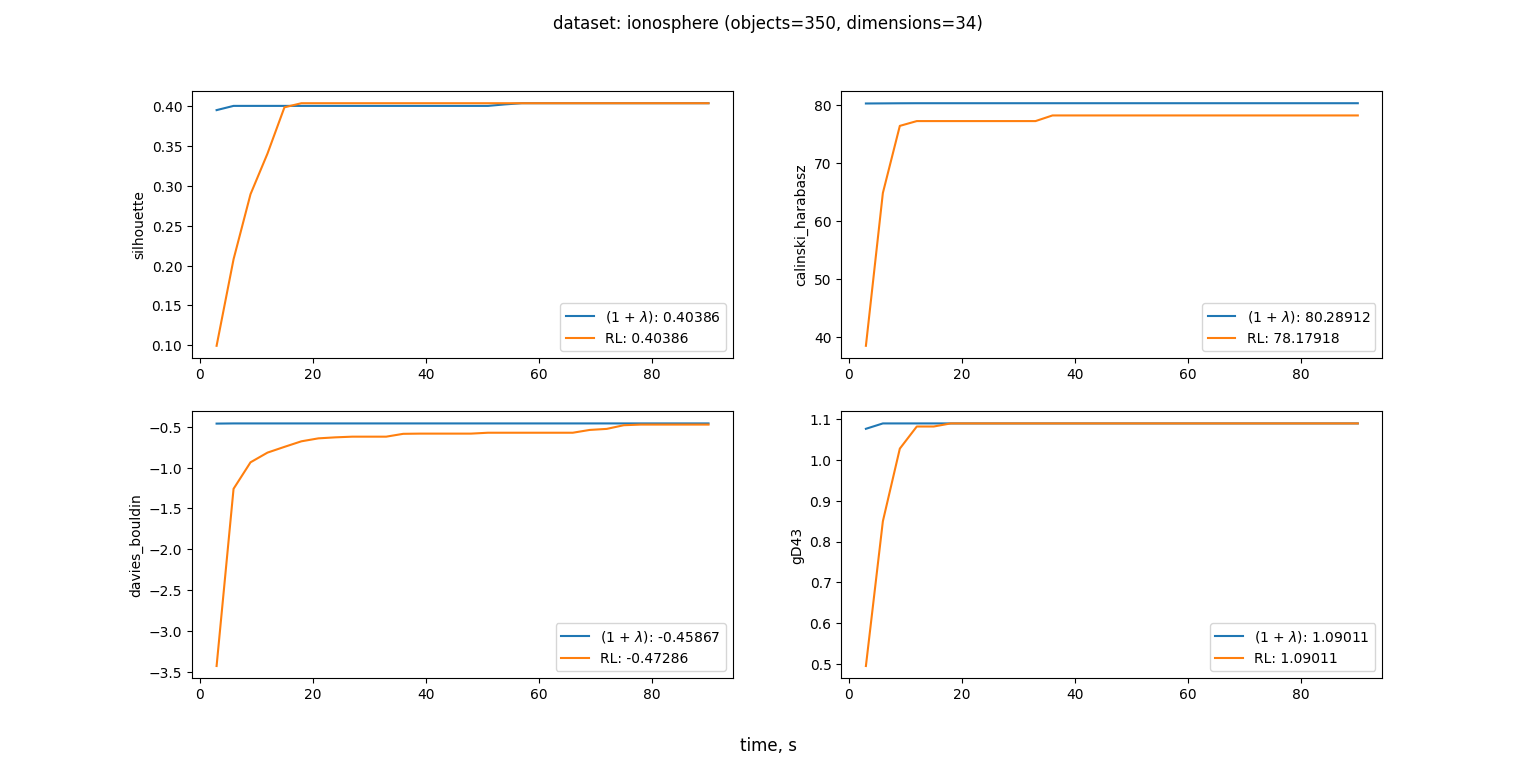 dataset: ionosphere (objects=350, dimensions=34)
silhouette
0.40
0.35
0.30
0.25
0.20
0.15
0.10
0 20 40 60 80
(1 + λ): 0.40386
RL: 0.40386
calinski_harabasz
80
70
60
50
40
0 20 40 60 80
(1 + λ): 80.28912
RL: 78.17918
davies_bouldin
−0.5
−1.0
−1.5
−2.0
−2.5
−3.0
−3.5
0 20 40 60 80
(1 + λ): -0.45867
RL: -0.47286
gD43
1.1
1.0
0.9
0.8
0.7
0.6
0.5
0 20 40 60 80
(1 + λ): 1.09011
RL: 1.09011
time, s